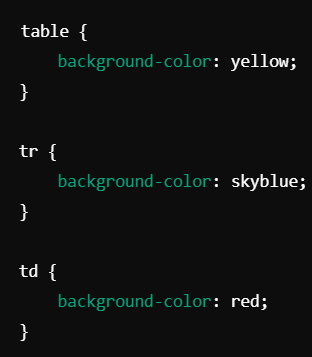 table {
    background-color: yellow;
}

tr {
    background-color: skyblue;
}

td {
    background-color: red;
}